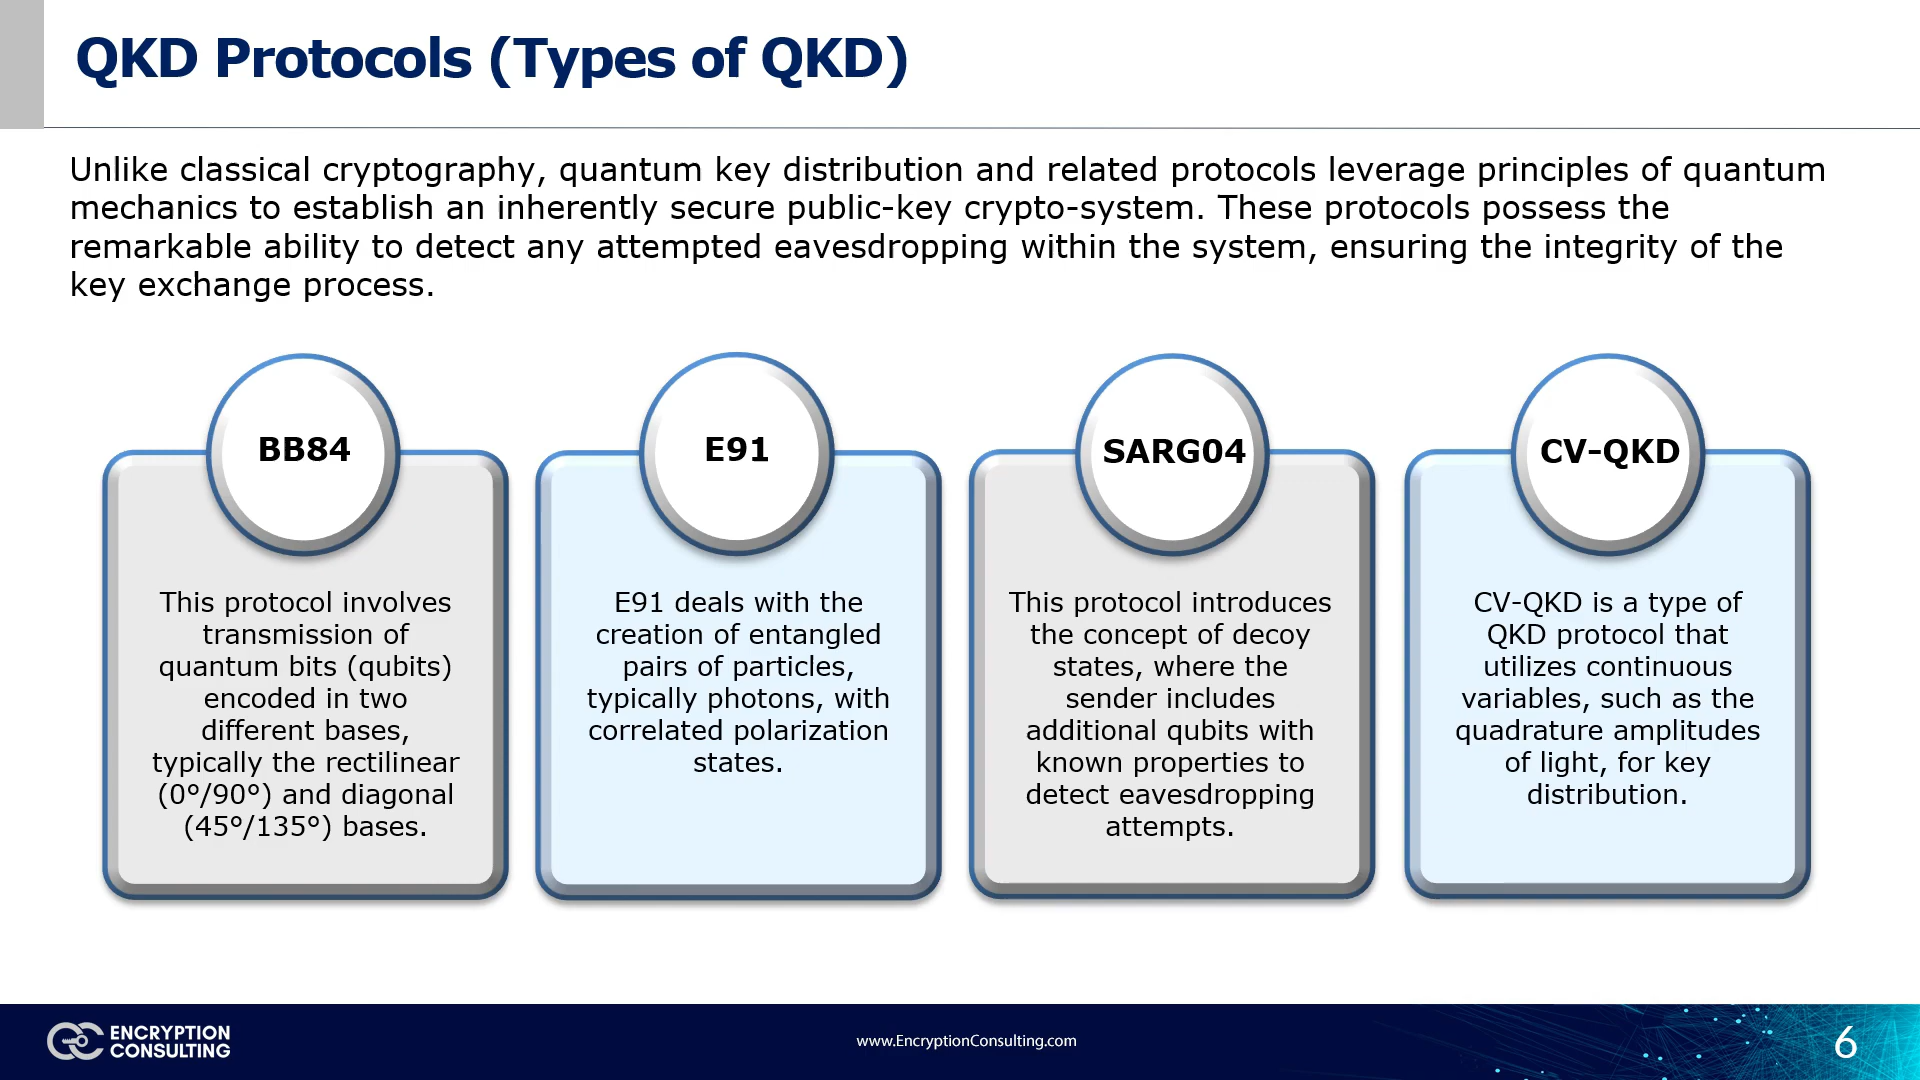 QKD Protocols (Types of QKD)
Unlike classical cryptography, quantum key distribution and related protocols leverage principles of quantum
mechanics to establish an inherently secure public-key crypto-system. These protocols possess the
remarkable ability to detect any attempted eavesdropping within the system, ensuring the integrity of the
key exchange process.
BB84
This protocol involves
transmission of
quantum bits (qubits)
encoded in two
different bases,
typically the rectilinear
(0°/90°) and diagonal
(45°/135°) bases.
E91
E91 deals with the
creation of entangled
pairs of particles,
typically photons, with
correlated polarization
states.
SARG04
This protocol introduces
the concept of decoy
states, where the
sender includes
additional qubits with
known properties to
detect eavesdropping
attempts.
CV-QKD
CV-QKD is a type of
QKD protocol that
utilizes continuous
variables, such as the
quadrature amplitudes
of light, for key
distribution.
ENCRYPTION
CONSULTING
www.EncryptionConsulting.com
6